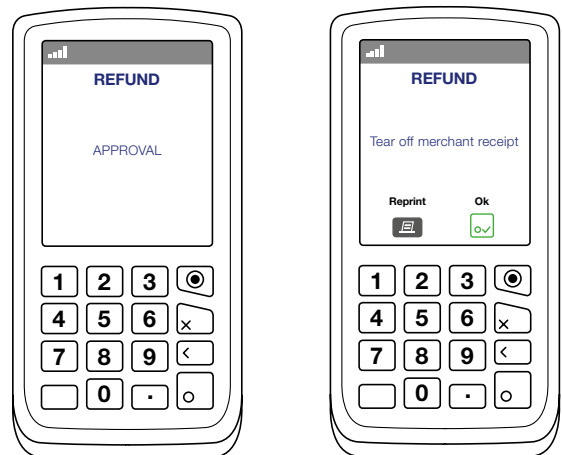 REFUND
APPROVAL
1 2 3
4 5 6
7 8 9
0 .
REFUND
Tear off merchant receipt
Reprint Ok
1 2 3
4 5 6
7 8 9
0 .